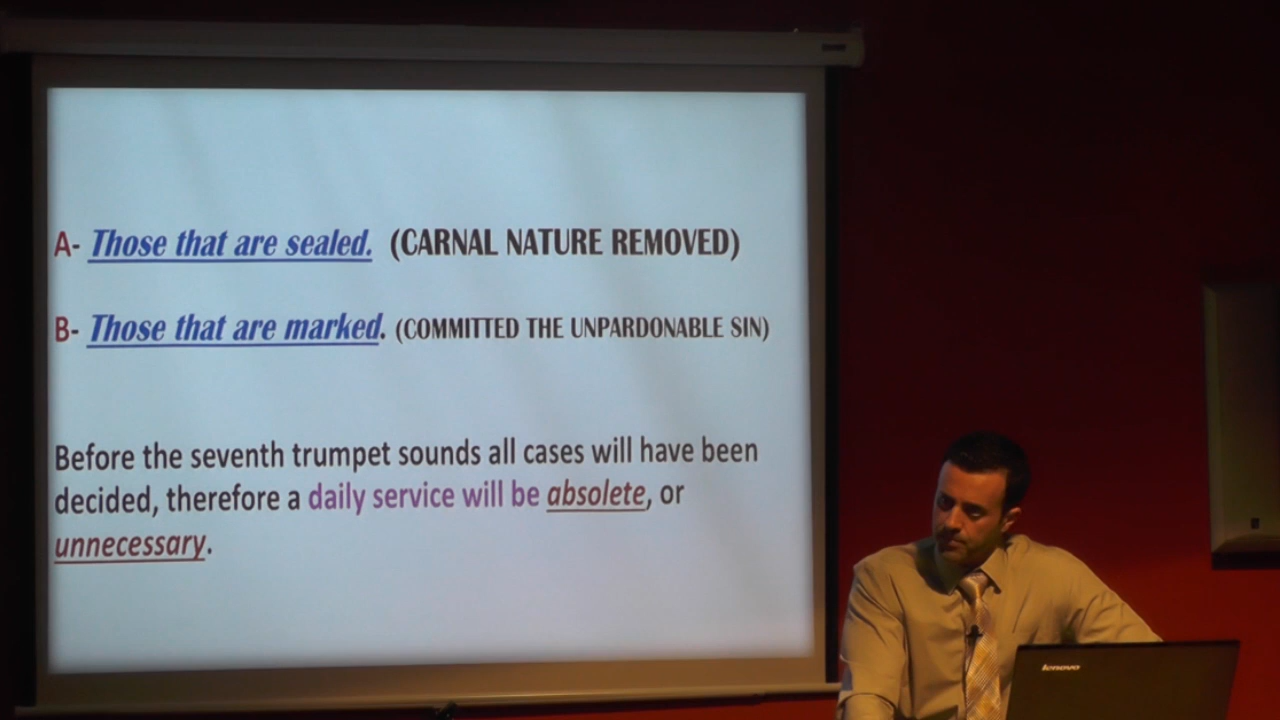 A- Those that are sealed. (CARNAL NATURE REMOVED)
B- Those that are marked. (COMMITTED THE UNPARDONABLE SIN)
Before the seventh trumpet sounds all cases will have been
decided, therefore a daily service will be absolete, or
unnecessary.
lenovo